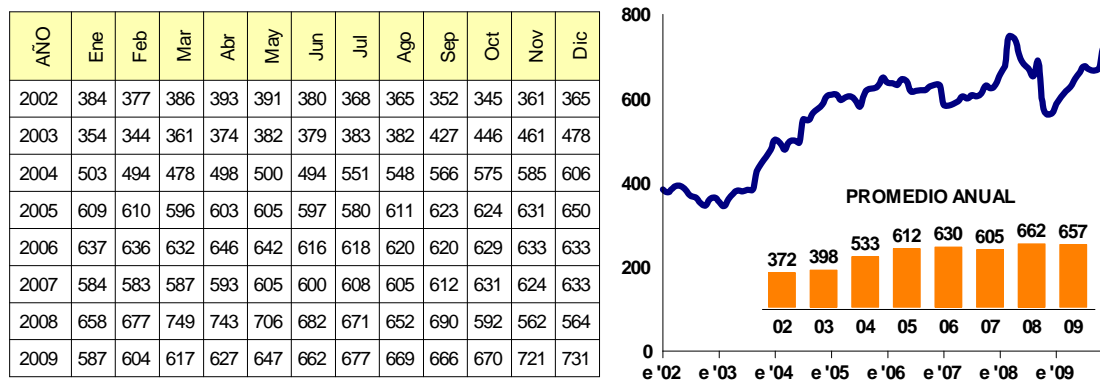 AÑO Ene Feb Mar Abr May Jun Jul Ago Sep Oct Nov Dic
2002 384 377 386 393 391 380 368 365 352 345 361 365
2003 354 344 361 374 382 379 383 382 427 446 461 478
2004 503 494 478 498 500 494 551 548 566 575 585 606
2005 609 610 596 603 605 597 580 611 623 624 631 650
2006 637 636 632 646 642 616 618 620 620 629 633 633
2007 584 583 587 593 605 600 608 605 612 631 624 633
2008 658 677 749 743 706 682 671 652 690 592 562 564
2009 587 604 617 627 647 662 677 669 666 670 721 731
800
600
400
200
0
PROMEDIO ANUAL
372 398 533 612 630 605 662 657
02 03 04 05 06 07 08 09
e '02 e '03 e '04 e '05 e '06 e '07 e '08 e '09